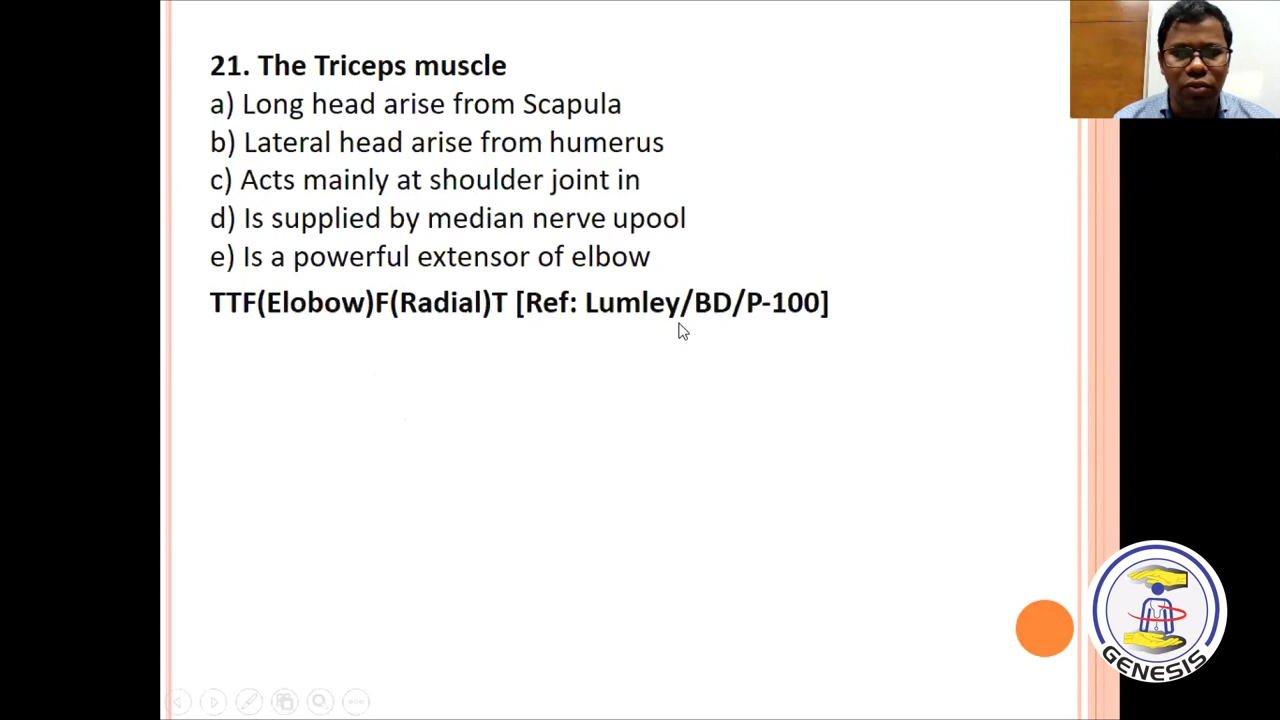 21. The Triceps muscle
a) Long head arise from Scapula
b) Lateral head arise from humerus
c) Acts mainly at shoulder joint in
d) Is supplied by median nerve upool
e) Is a powerful extensor of elbow
TTF(Elobow)F(Radial)T [Ref: Lumley/BD/P-100]
GENESIS